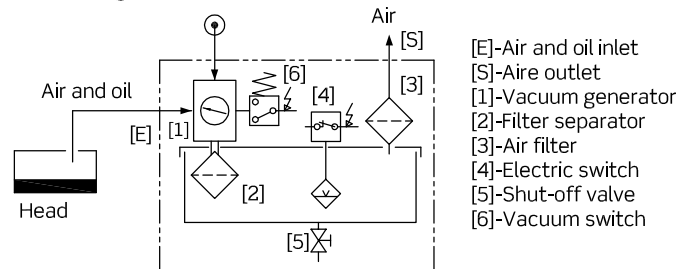 Air
[S]
[6]
[4]
[3]
Air and oil
[E]
[1]
[2]
Head
[5]
[E]-Air and oil inlet
[S]-Aire outlet
[1]-Vacuum generator
[2]-Filter separator
[3]-Air filter
[4]-Electric switch
[5]-Shut-off valve
[6]-Vacuum switch